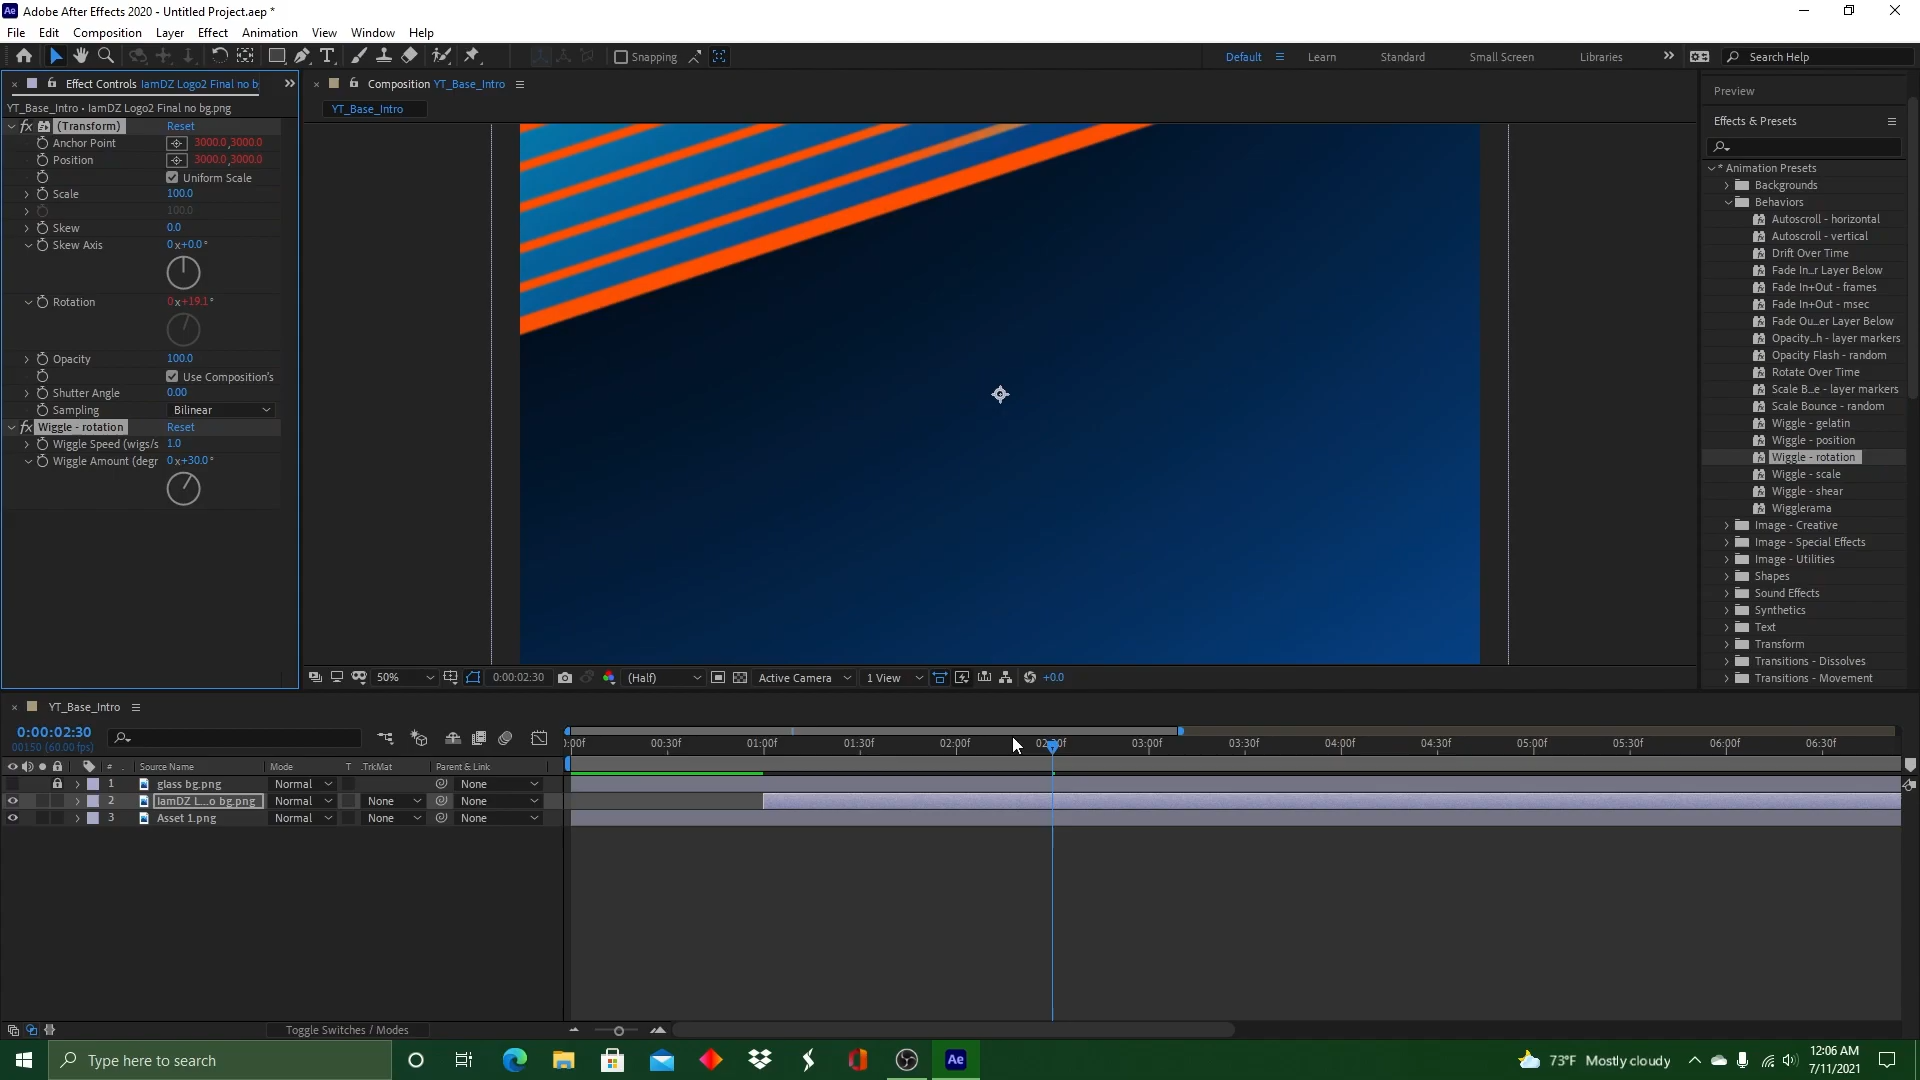 Adobe After Effects 2020 - Untitled Project.aep *
File Edit Composition Layer Effect Animation View Window Help
Snapping
Default Learn Standard Small Screen Libraries Search Help
Effect Controls IamDZ Logo2 Final no b
YT_Base_Intro • IamDZ Logo2 Final no bg.png
fx (Transform) Reset
Anchor Point 3000.0,3000.0
Position 3000.0,3000.0
Uniform Scale
Scale 100.0
100.0
Skew 0.0
Skew Axis 0x+0.0°
Rotation 0x+19.1°
Opacity 100.0
Use Composition's
Shutter Angle 0.00
Sampling Bilinear
fx Wiggle - rotation Reset
Wiggle Speed (wigs/s 1.0
Wiggle Amount (degr 0x+30.0°
Composition YT_Base_Intro
YT_Base_Intro
50% 0:00:02:30 (Half) Active Camera 1 View +0.0
Preview
Effects & Presets
* Animation Presets
Backgrounds
Behaviors
Autoscroll - horizontal
Autoscroll - vertical
Drift Over Time
Fade In...r Layer Below
Fade In+Out - frames
Fade In+Out - msec
Fade Ou...er Layer Below
Opacity...h - layer markers
Opacity Flash - random
Rotate Over Time
Scale B...e - layer markers
Scale Bounce - random
Wiggle - gelatin
Wiggle - position
Wiggle - rotation
Wiggle - scale
Wiggle - shear
Wigglerama
Image - Creative
Image - Special Effects
Image - Utilities
Shapes
Sound Effects
Synthetics
Text
Transform
Transitions - Dissolves
Transitions - Movement
YT_Base_Intro
0:00:02:30
00150 (60.00 fps)
):00f 00:30f 01:00f 01:30f 02:00f 03:00f 03:30f 04:00f 04:30f 05:00f 05:30f 06:00f 06:30f
# Source Name Mode T .TrkMat Parent & Link
1 glass bg.png Normal None
2 IamDZ L...o bg.png Normal None None
3 Asset 1.png Normal None None
Toggle Switches / Modes
Type here to search
Ae
73°F Mostly cloudy
12:06 AM
7/11/2021